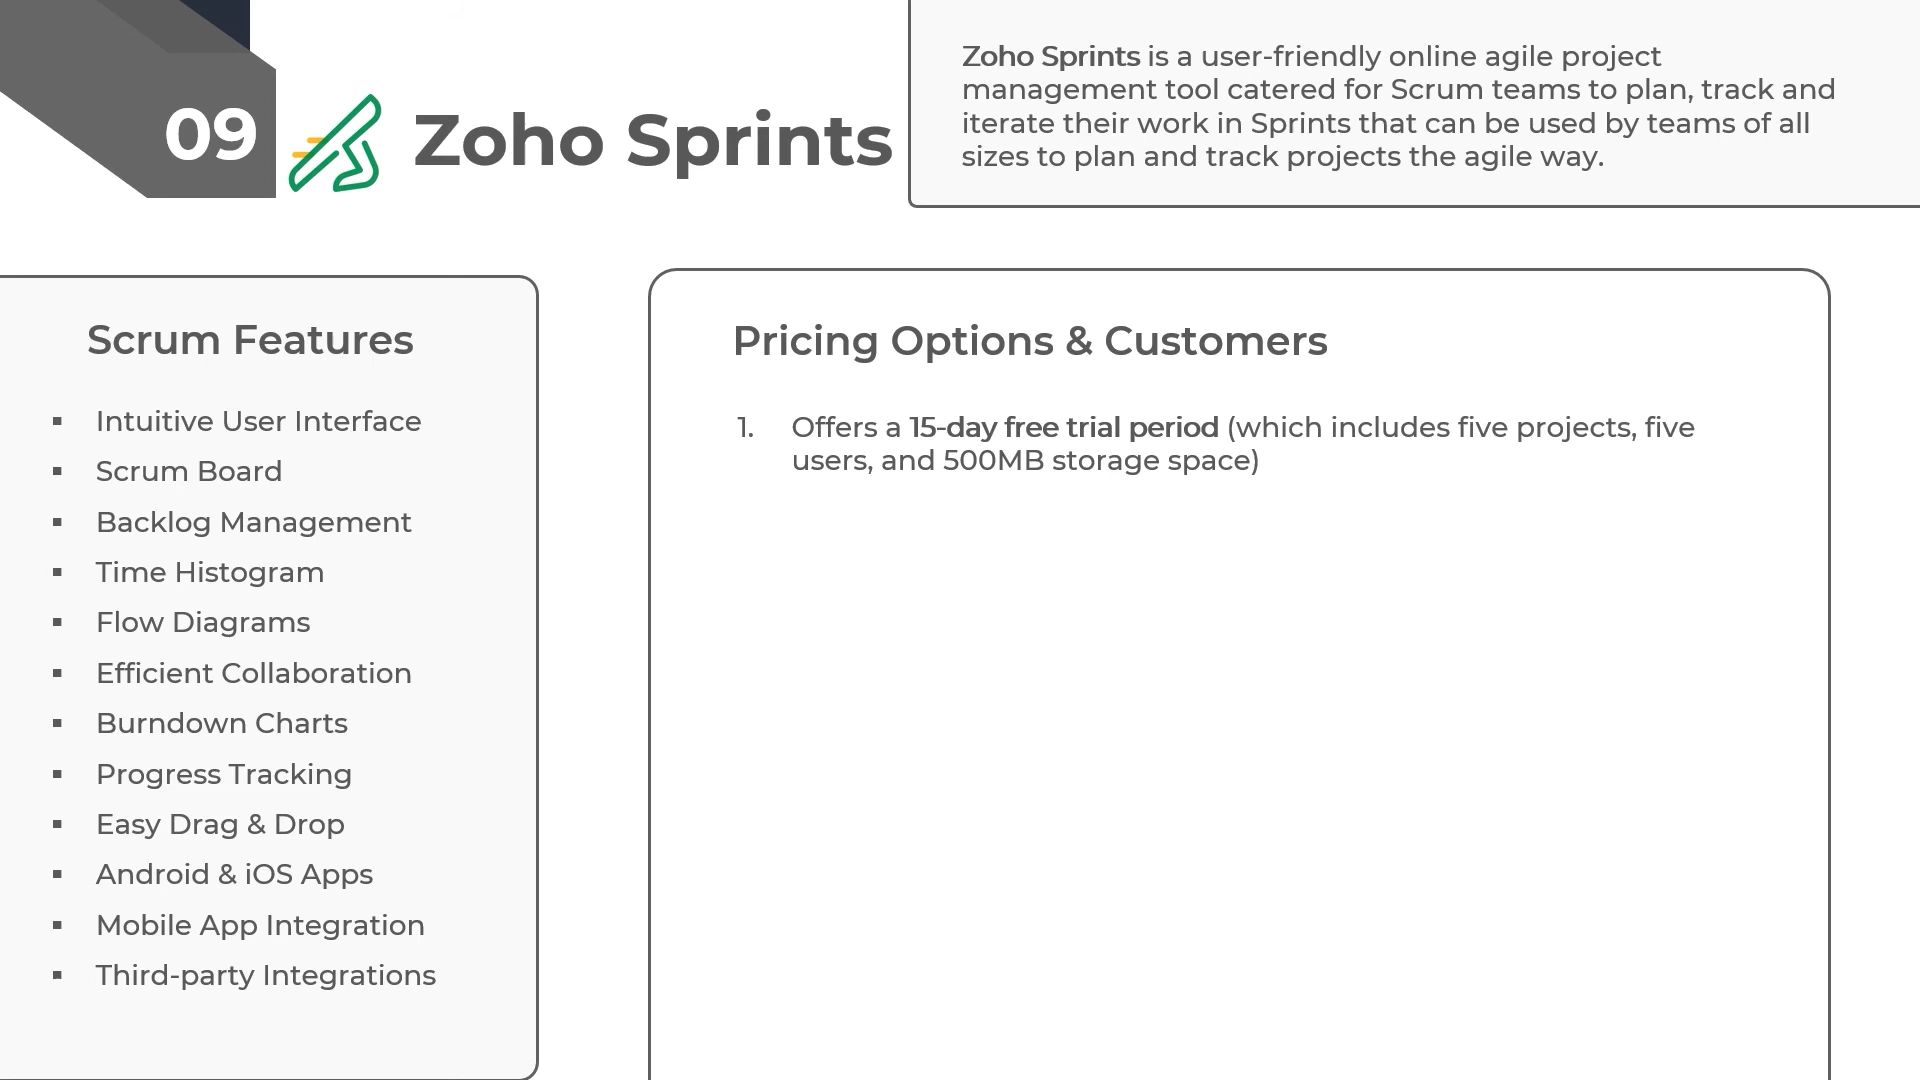 09
Zoho Sprints
Zoho Sprints is a user-friendly online agile project
management tool catered for Scrum teams to plan, track and
iterate their work in Sprints that can be used by teams of all
sizes to plan and track projects the agile way.
Scrum Features
▪ Intuitive User Interface
▪ Scrum Board
▪ Backlog Management
▪ Time Histogram
▪ Flow Diagrams
▪ Efficient Collaboration
▪ Burndown Charts
▪ Progress Tracking
▪ Easy Drag & Drop
▪ Android & iOS Apps
▪ Mobile App Integration
▪ Third-party Integrations
Pricing Options & Customers
1. Offers a 15-day free trial period (which includes five projects, five
users, and 500MB storage space)